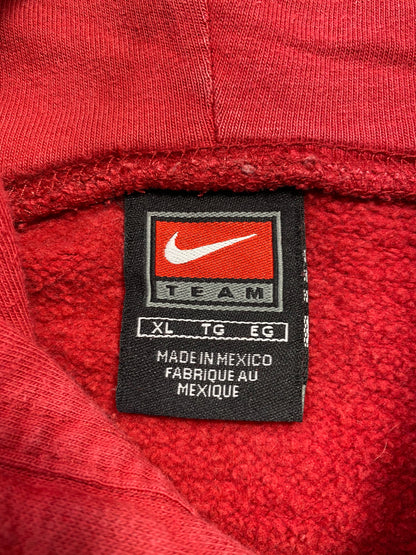 TEAM
XL TG EG
MADE IN MEXICO
FABRIQUE AU
MEXIQUE